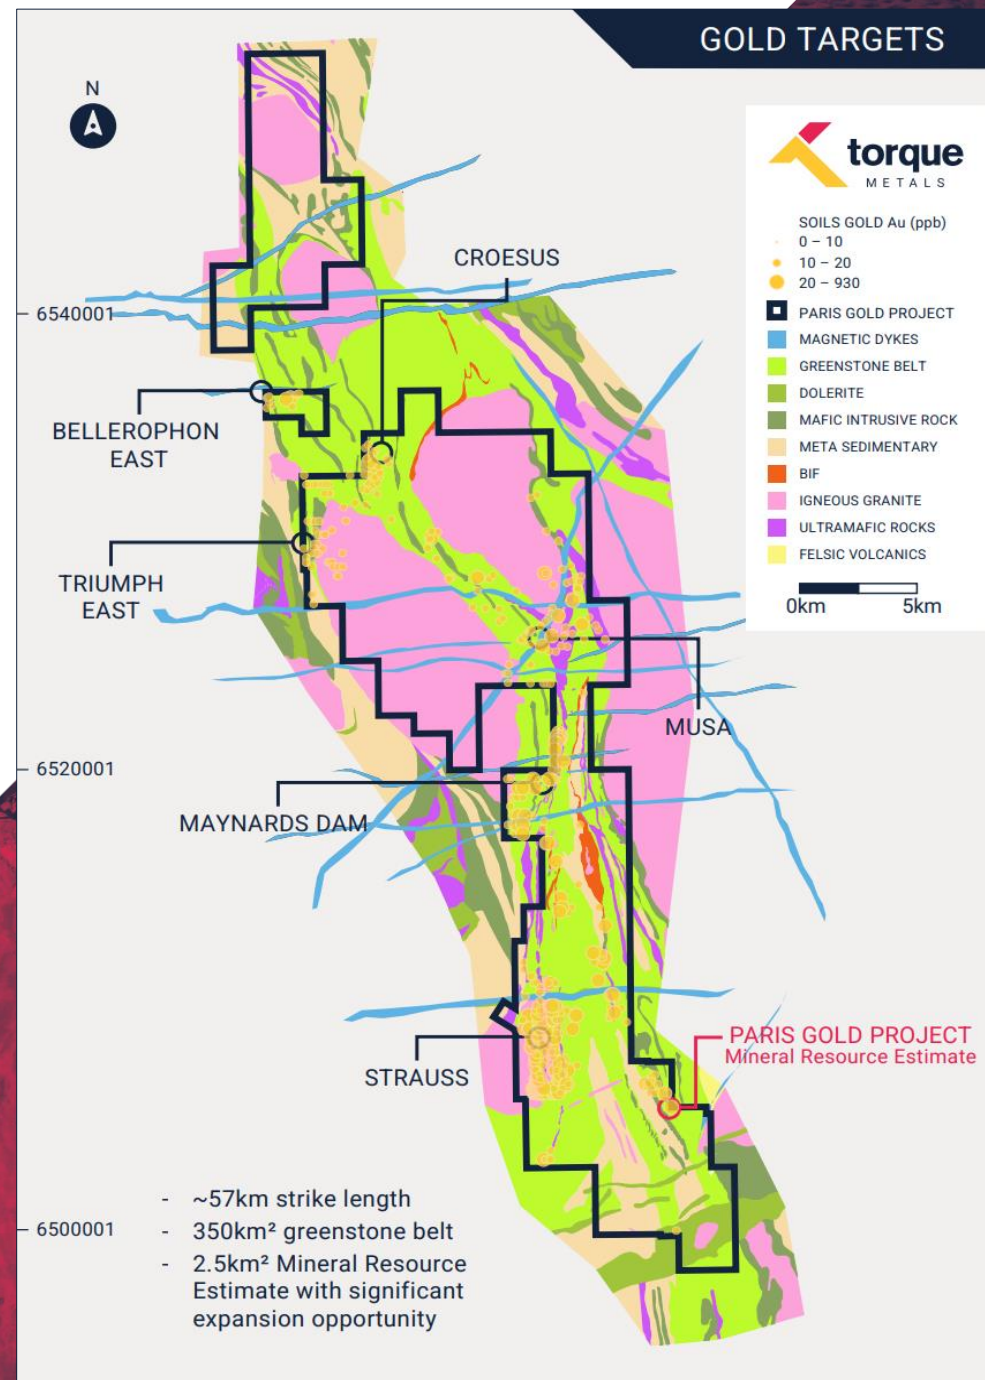 GOLD TARGETS
N
torque
METALS
SOILS GOLD Au (ppb)
0 – 10
10 – 20
20 – 930
PARIS GOLD PROJECT
MAGNETIC DYKES
GREENSTONE BELT
DOLERITE
MAFIC INTRUSIVE ROCK
META SEDIMENTARY
BIF
IGNEOUS GRANITE
ULTRAMAFIC ROCKS
FELSIC VOLCANICS
0km 5km
CROESUS
6540001
BELLEROPHON
EAST
TRIUMPH
EAST
MUSA
6520001
MAYNARDS DAM
STRAUSS
PARIS GOLD PROJECT
Mineral Resource Estimate
6500001
- ~57km strike length
- 350km² greenstone belt
- 2.5km² Mineral Resource
Estimate with significant
expansion opportunity